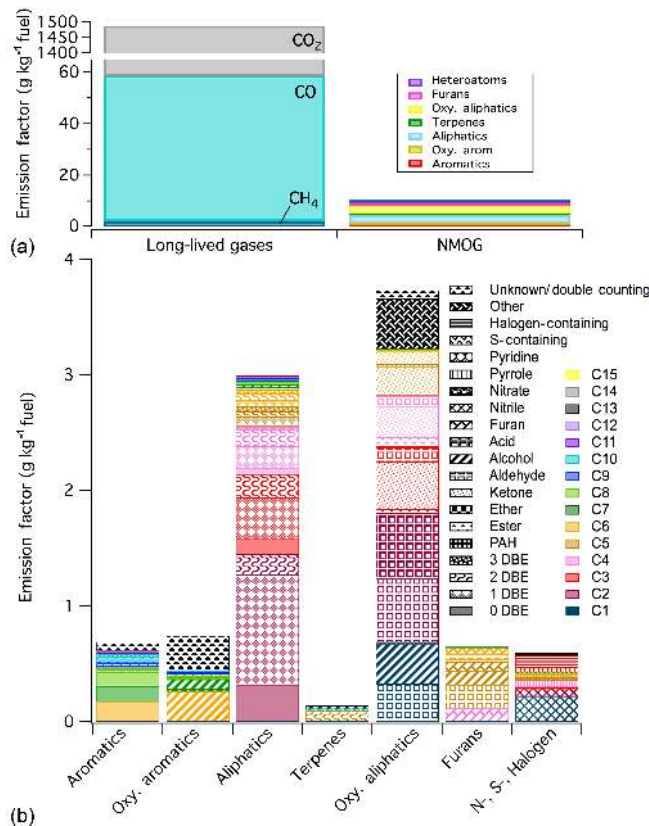 1500
1450
1400
60
40
20
0
Emission factor (g kg⁻¹ fuel)
CO₂
CO
CH₄
Heteroatoms
Furans
Oxy. aliphatics
Terpenes
Aliphatics
Oxy. arom
Aromatics
(a)
Long-lived gases
NMOG
4
3
2
1
0
Emission factor (g kg⁻¹ fuel)
Unknown/double counting
Other
Halogen-containing
S-containing
Pyridine
Pyrrole
Nitrate
Nitrile
Furan
Acid
Alcohol
Aldehyde
Ketone
Ether
Ester
PAH
3 DBE
2 DBE
1 DBE
0 DBE
C15
C14
C13
C12
C11
C10
C9
C8
C7
C6
C5
C4
C3
C2
C1
Aromatics
Oxy. aromatics
Aliphatics
Terpenes
Oxy. aliphatics
Furans
N-, S-, Halogen
(b)